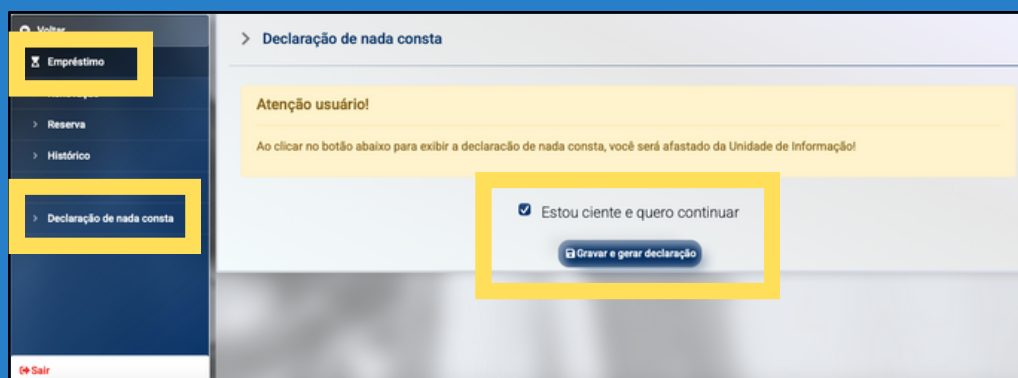 Voltar
Empréstimo
Reserva
Histórico
Declaração de nada consta
Sair
Declaração de nada consta
Atenção usuário!
Ao clicar no botão abaixo para exibir a declaracão de nada consta, você será afastado da Unidade de Informação!
Estou ciente e quero continuar
Gravar e gerar declaração